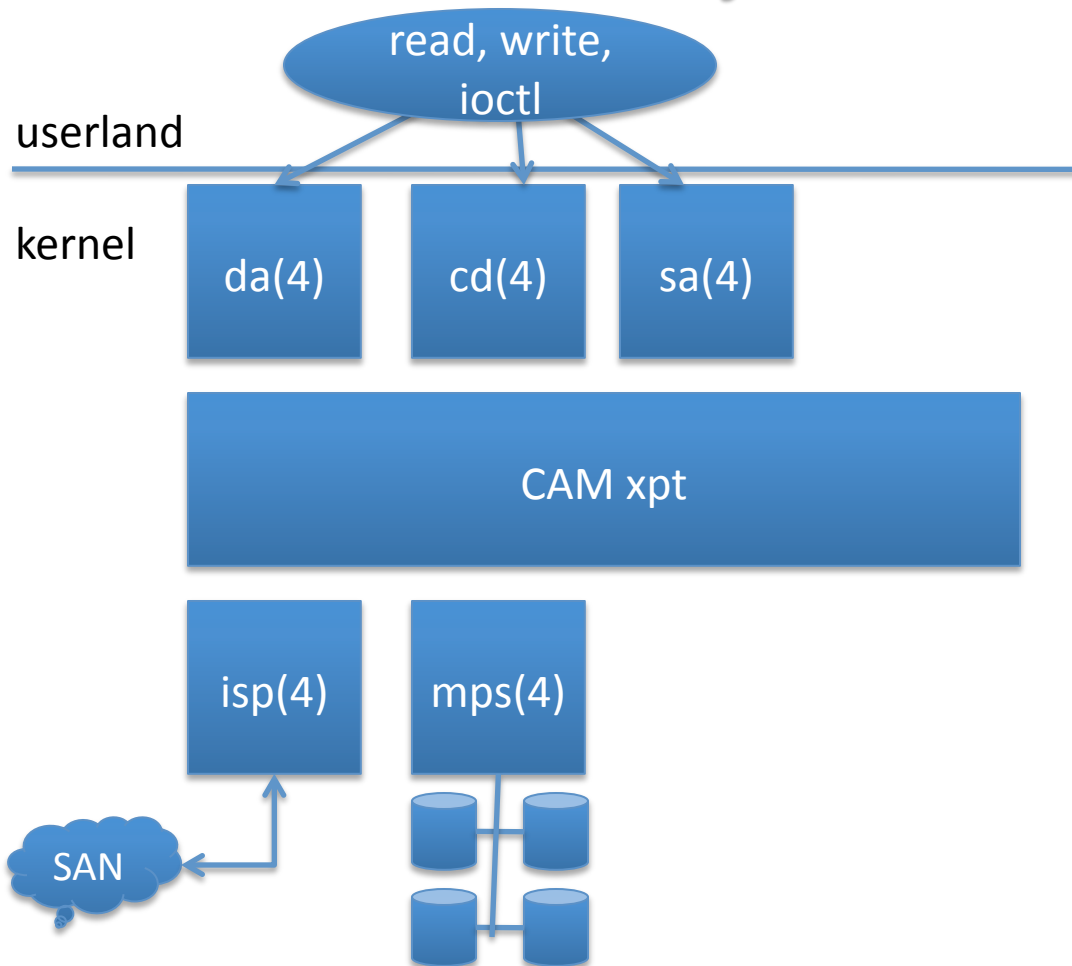 read, write,
ioctl
userland
kernel
da(4)
cd(4)
sa(4)
CAM xpt
isp(4)
mps(4)
SAN